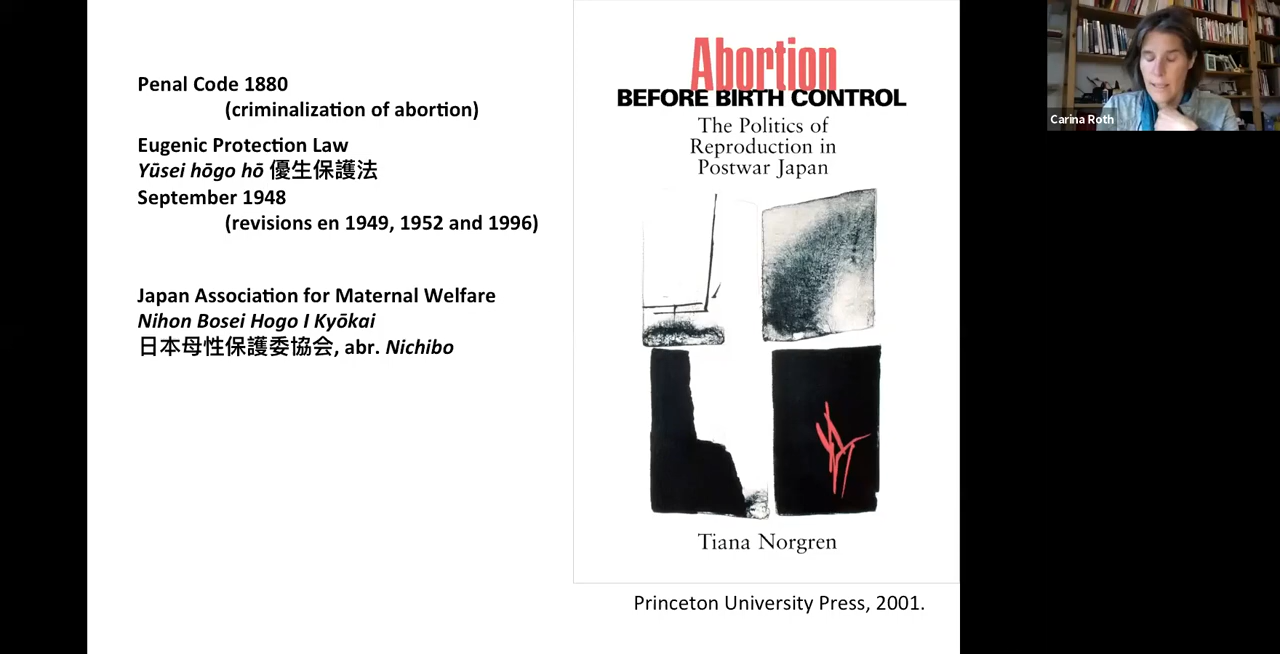 Penal Code 1880
(criminalization of abortion)
Eugenic Protection Law
Yūsei hōgo hō 優生保護法
September 1948
(revisions en 1949, 1952 and 1996)
Japan Association for Maternal Welfare
Nihon Bosei Hogo I Kyōkai
日本母性保護委協会, abr. Nichibo
Abortion
BEFORE BIRTH CONTROL
The Politics of
Reproduction in
Postwar Japan
Tiana Norgren
Princeton University Press, 2001.
Carina Roth